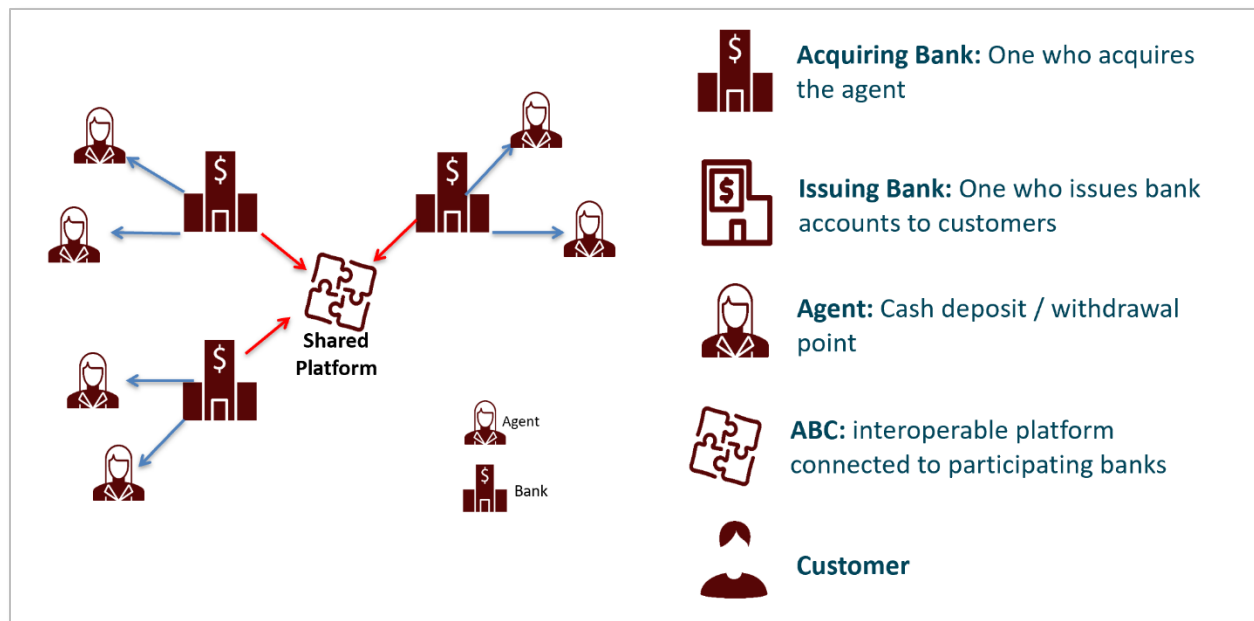 Shared
Platform
Agent
Bank
Acquiring Bank: One who acquires
the agent
Issuing Bank: One who issues bank
accounts to customers
Agent: Cash deposit / withdrawal
point
ABC: interoperable platform
connected to participating banks
Customer